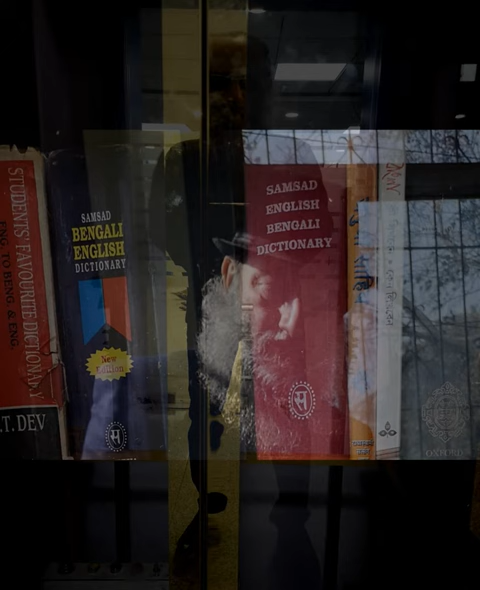 STUDENTS' FAVOURITE DICTIONARY
ENG. TO BENG. & ENG.
.T. DEV
SAMSAD
BENGALI
ENGLISH
DICTIONARY
New
Edition
स
SAMSAD
ENGLISH
BENGALI
DICTIONARY
स
OXFORD